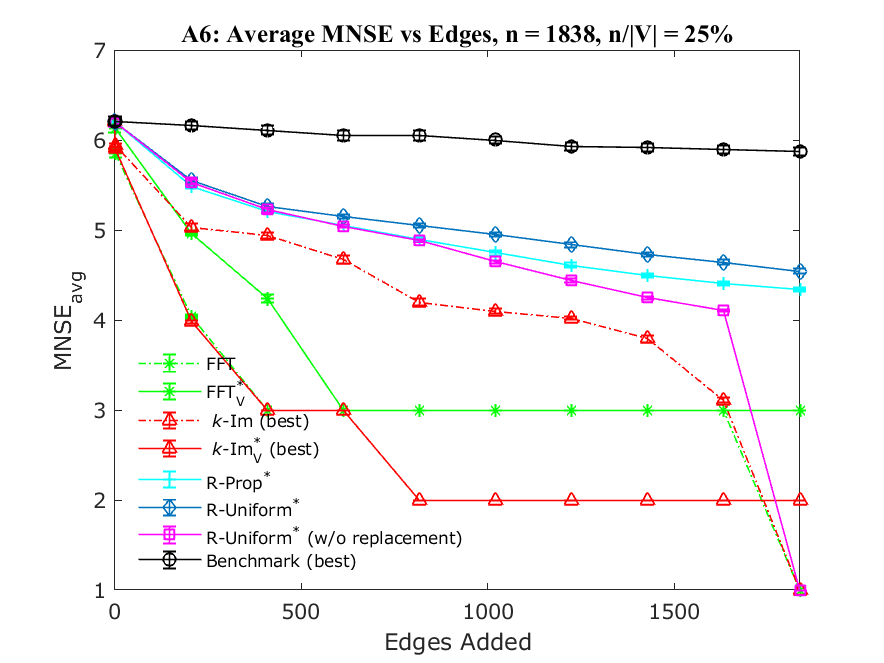 A6: Average MNSE vs Edges, n = 1838, n/|V| = 25%
7
6
5
4
3
2
1
MNSE_avg
FFT
FFT*_V
k-Im (best)
k-Im*_V (best)
R-Prop*
R-Uniform*
R-Uniform* (w/o replacement)
Benchmark (best)
0 500 1000 1500
Edges Added